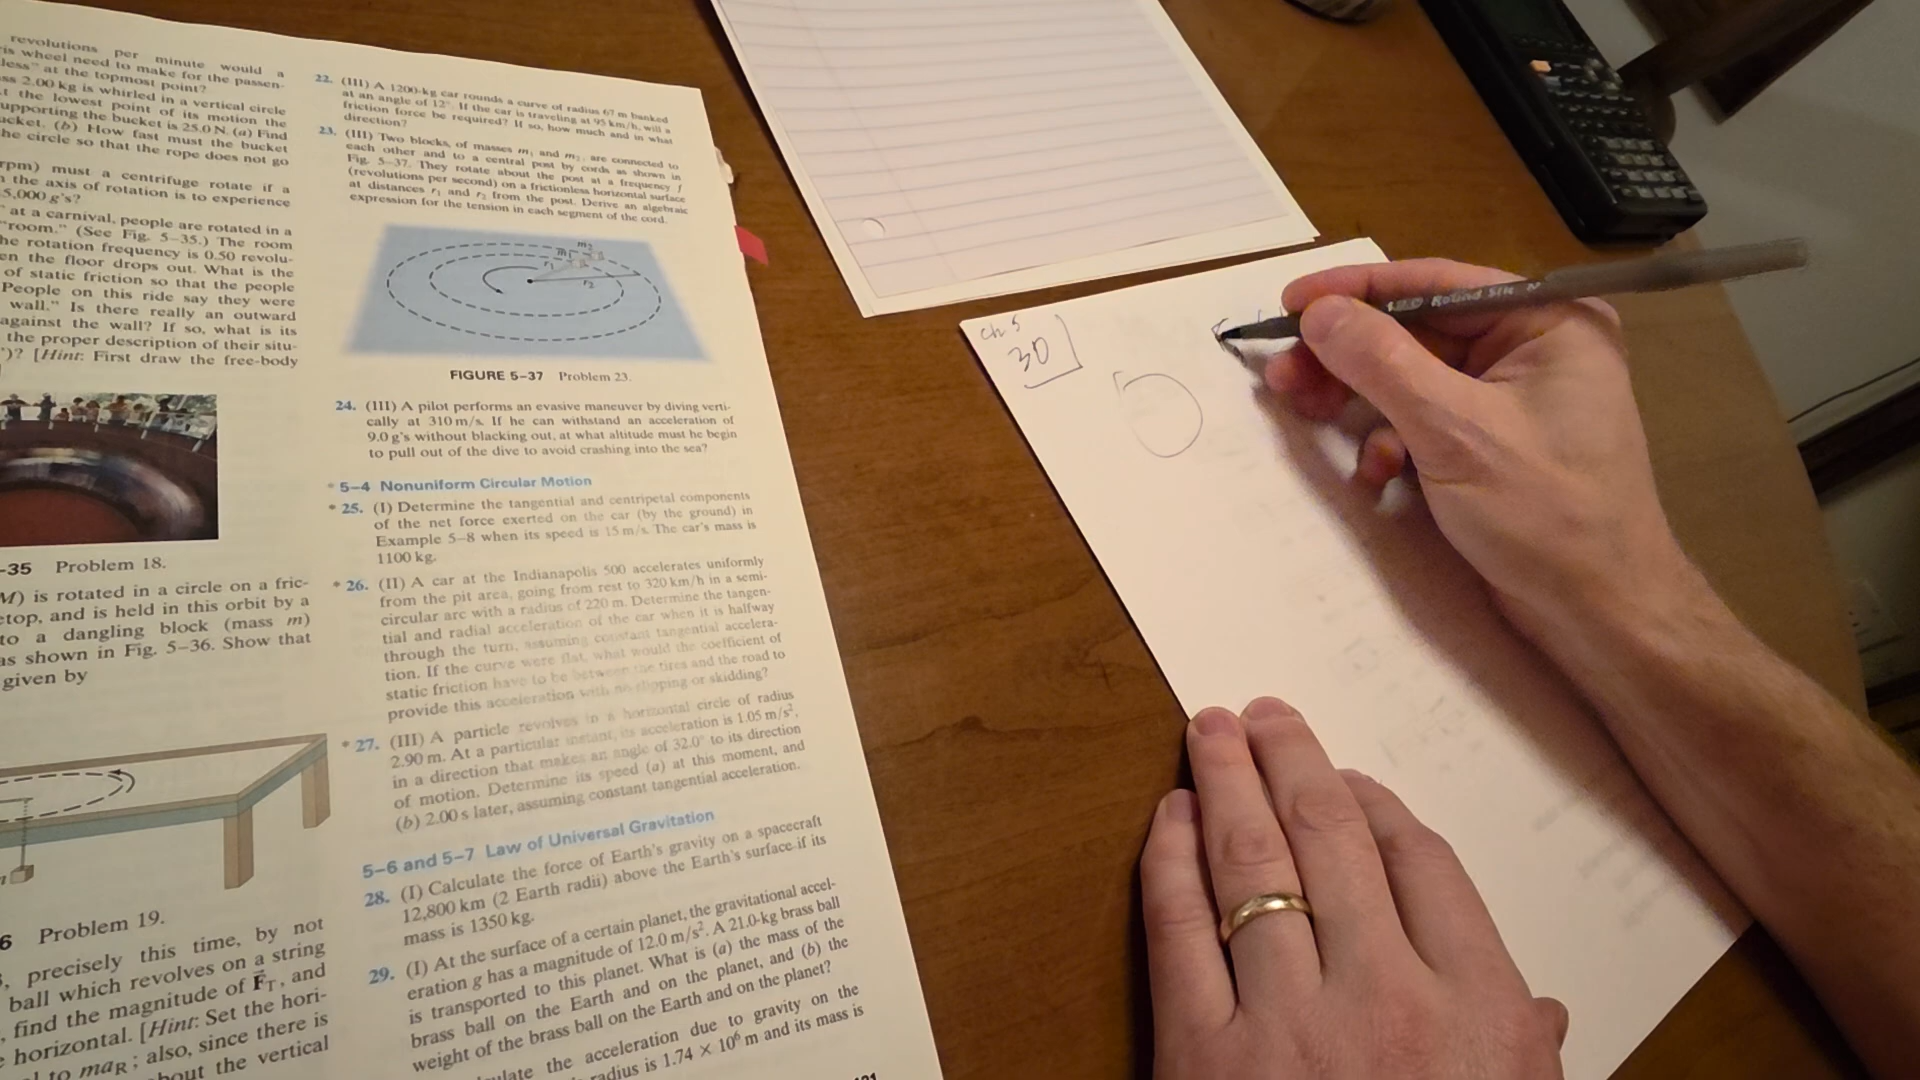 revolutions per minute would a
is wheel need to make for the passen-
less" at the topmost point?
ss 2.00 kg is whirled in a vertical circle
t the lowest point of its motion the
upporting the bucket is 25.0 N. (a) Find
ucket. (b) How fast must the bucket
he circle so that the rope does not go
rpm) must a centrifuge rotate if a
n the axis of rotation is to experience
5,000 g's?
" at a carnival, people are rotated in a
"room." (See Fig. 5–35.) The room
he rotation frequency is 0.50 revolu-
en the floor drops out. What is the
of static friction so that the people
People on this ride say they were
wall." Is there really an outward
against the wall? If so, what is its
the proper description of their situ-
")? [Hint: First draw the free-body
-35 Problem 18.
M) is rotated in a circle on a fric-
etop, and is held in this orbit by a
to a dangling block (mass m)
as shown in Fig. 5–36. Show that
given by
6 Problem 19.
, precisely this time, by not
ball which revolves on a string
, find the magnitude of F⃗T, and
e horizontal. [Hint: Set the hori-
l to maR; also, since there is
bout the vertical
22. (III) A 1200-kg car rounds a curve of radius 67 m banked
at an angle of 12°. If the car is traveling at 95 km/h, will a
friction force be required? If so, how much and in what
direction?
23. (III) Two blocks, of masses m1 and m2, are connected to
each other and to a central post by cords as shown in
Fig. 5–37. They rotate about the post at a frequency f
(revolutions per second) on a frictionless horizontal surface
at distances r1 and r2 from the post. Derive an algebraic
expression for the tension in each segment of the cord.
m2
m1
r1
r2
FIGURE 5–37 Problem 23.
24. (III) A pilot performs an evasive maneuver by diving verti-
cally at 310 m/s. If he can withstand an acceleration of
9.0 g's without blacking out, at what altitude must he begin
to pull out of the dive to avoid crashing into the sea?
* 5–4 Nonuniform Circular Motion
* 25. (I) Determine the tangential and centripetal components
of the net force exerted on the car (by the ground) in
Example 5–8 when its speed is 15 m/s. The car's mass is
1100 kg.
* 26. (II) A car at the Indianapolis 500 accelerates uniformly
from the pit area, going from rest to 320 km/h in a semi-
circular arc with a radius of 220 m. Determine the tangen-
tial and radial acceleration of the car when it is halfway
through the turn, assuming constant tangential accelera-
tion. If the curve were flat, what would the coefficient of
static friction have to be between the tires and the road to
provide this acceleration with no slipping or skidding?
* 27. (III) A particle revolves in a horizontal circle of radius
2.90 m. At a particular instant, its acceleration is 1.05 m/s²,
in a direction that makes an angle of 32.0° to its direction
of motion. Determine its speed (a) at this moment, and
(b) 2.00 s later, assuming constant tangential acceleration.
5–6 and 5–7 Law of Universal Gravitation
28. (I) Calculate the force of Earth's gravity on a spacecraft
12,800 km (2 Earth radii) above the Earth's surface if its
mass is 1350 kg.
29. (I) At the surface of a certain planet, the gravitational accel-
eration g has a magnitude of 12.0 m/s². A 21.0-kg brass ball
is transported to this planet. What is (a) the mass of the
brass ball on the Earth and on the planet, and (b) the
weight of the brass ball on the Earth and on the planet?
ulate the acceleration due to gravity on the
radius is 1.74 × 10⁶ m and its mass is
Ch 5
30